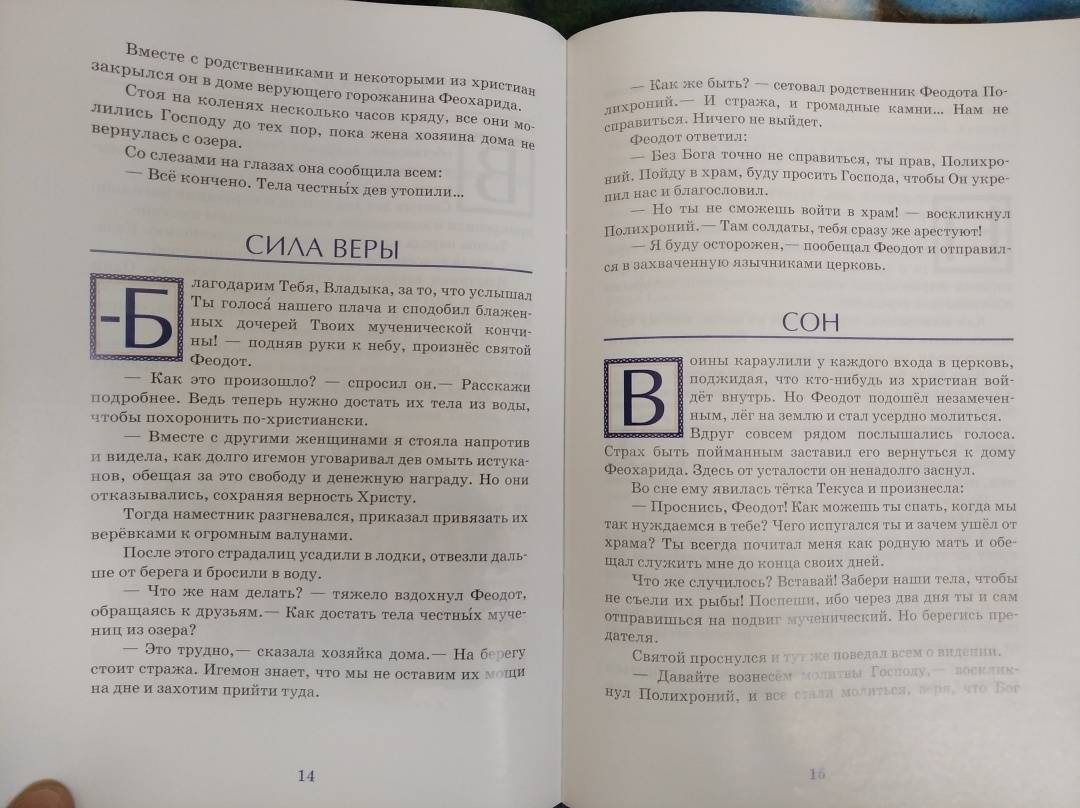 Вместе с родственниками и некоторыми из христиан
закрылся он в доме верующего горожанина Феохарида.
Стоя на коленях несколько часов кряду, все они мо-
лились Господу до тех пор, пока жена хозяина дома не
вернулась с озера.
Со слезами на глазах она сообщила всем:
— Всё кончено. Тела честны́х дев утопили...
СИЛА ВЕРЫ
-Благодарим Тебя, Владыка, за то, что услышал
Ты голоса́ нашего плача и сподобил блажен-
ных дочерей Твоих мученической кончи-
ны! — подняв руки к небу, произнёс святой
Феодот.
— Как это произошло? — спросил он.— Расскажи
подробнее. Ведь теперь нужно достать их тела из воды,
чтобы похоронить по-христиански.
— Вместе с другими женщинами я стояла напротив
и видела, как долго игемон уговаривал дев омыть истука-
нов, обещая за это свободу и денежную награду. Но они
отказывались, сохраняя верность Христу.
Тогда наместник разгневался, приказал привязать их
верёвками к огромным валунами.
После этого страдалиц усадили в лодки, отвезли даль-
ше от берега и бросили в воду.
— Что же нам делать? — тяжело вздохнул Феодот,
обращаясь к друзьям.— Как достать тела честны́х муче-
ниц из озера?
— Это трудно,— сказала хозяйка дома.— На берегу
стоит стража. Игемон знает, что мы не оставим их мощи
на дне и захотим прийти туда.
14
— Как же быть? — сетовал родственник Феодота По-
лихроний.— И стража, и громадные камни... Нам не
справиться. Ничего не выйдет.
Феодот ответил:
— Без Бога точно не справиться, ты прав, Полихро-
ний. Пойду в храм, буду просить Господа, чтобы Он укре-
пил нас и благословил.
— Но ты не сможешь войти в храм! — воскликнул
Полихроний.— Там солдаты, тебя сразу же арестуют!
— Я буду осторожен,— пообещал Феодот и отправил-
ся в захваченную язычниками церковь.
СОН
Воины караулили у каждого входа в церковь,
поджидая, что кто-нибудь из христиан вой-
дёт внутрь. Но Феодот подошёл незамечен-
ным, лёг на землю и стал усердно молиться.
Вдруг совсем рядом послышались голоса.
Страх быть пойманным заставил его вернуться к дому
Феохарида. Здесь от усталости он ненадолго заснул.
Во сне ему явилась тётка Текуса и произнесла:
— Проснись, Феодот! Как можешь ты спать, когда мы
так нуждаемся в тебе? Чего испугался ты и зачем ушёл от
храма? Ты всегда почитал меня как родную мать и обе-
щал служить мне до конца своих дней.
Что же случилось? Вставай! Забери наши тела, чтобы
не съели их рыбы! Поспеши, ибо через два дня ты и сам
отправишься на подвиг мученический. Но берегись пре-
дателя.
Святой проснулся и тут же поведал всем о видении.
— Давайте вознесём молитвы Господу,— восклик-
нул Полихроний, и все стали молиться, веря, что Бог
15